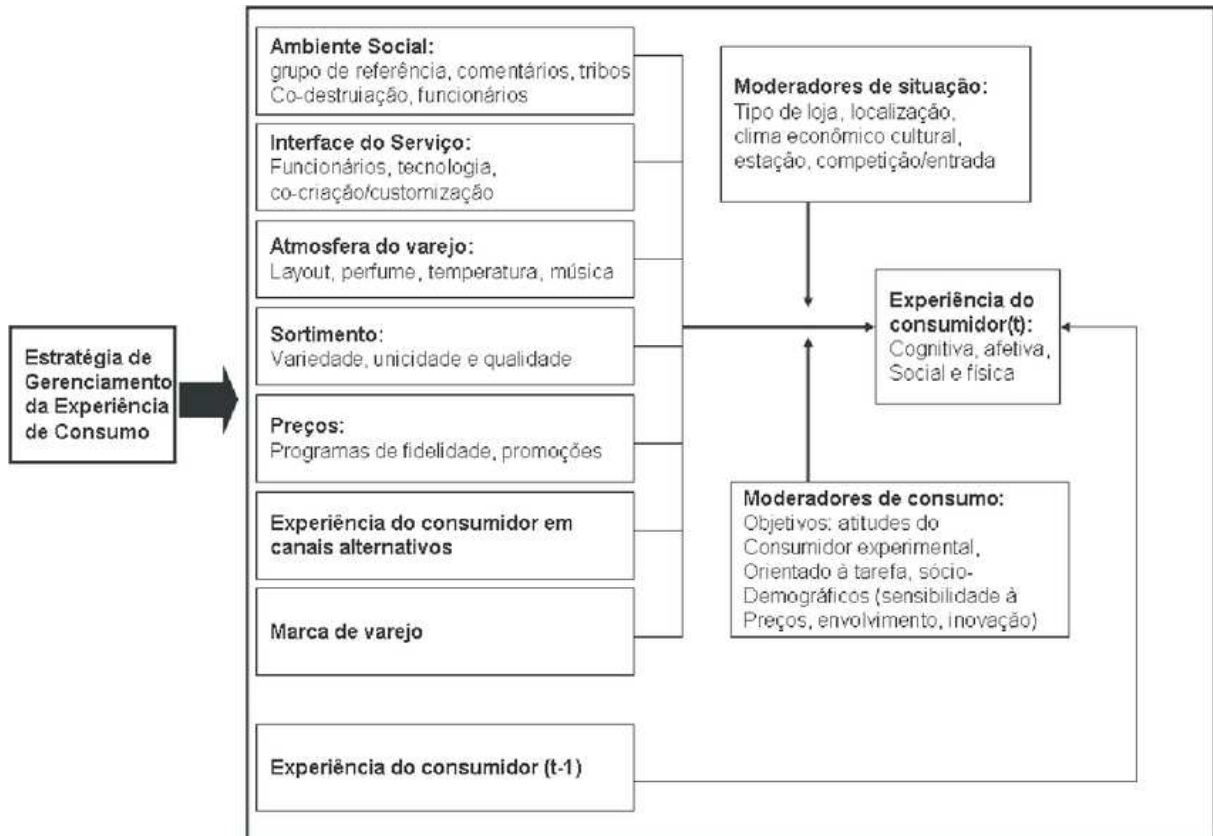 Estratégia de
Gerenciamento
da Experiência
de Consumo
Ambiente Social:
grupo de referência, comentários, tribos
Co-destruiação, funcionários
Interface do Serviço:
Funcionários, tecnologia,
co-criação/customização
Atmosfera do varejo:
Layout, perfume, temperatura, música
Sortimento:
Variedade, unicidade e qualidade
Preços:
Programas de fidelidade, promoções
Experiência do consumidor em
canais alternativos
Marca de varejo
Experiência do consumidor (t-1)
Moderadores de situação:
Tipo de loja, localização,
clima econômico cultural,
estação, competição/entrada
Experiência do
consumidor(t):
Cognitiva, afetiva,
Social e física
Moderadores de consumo:
Objetivos: atitudes do
Consumidor experimental,
Orientado à tarefa, sócio-
Demográficos (sensibilidade à
Preços, envolvimento, inovação)